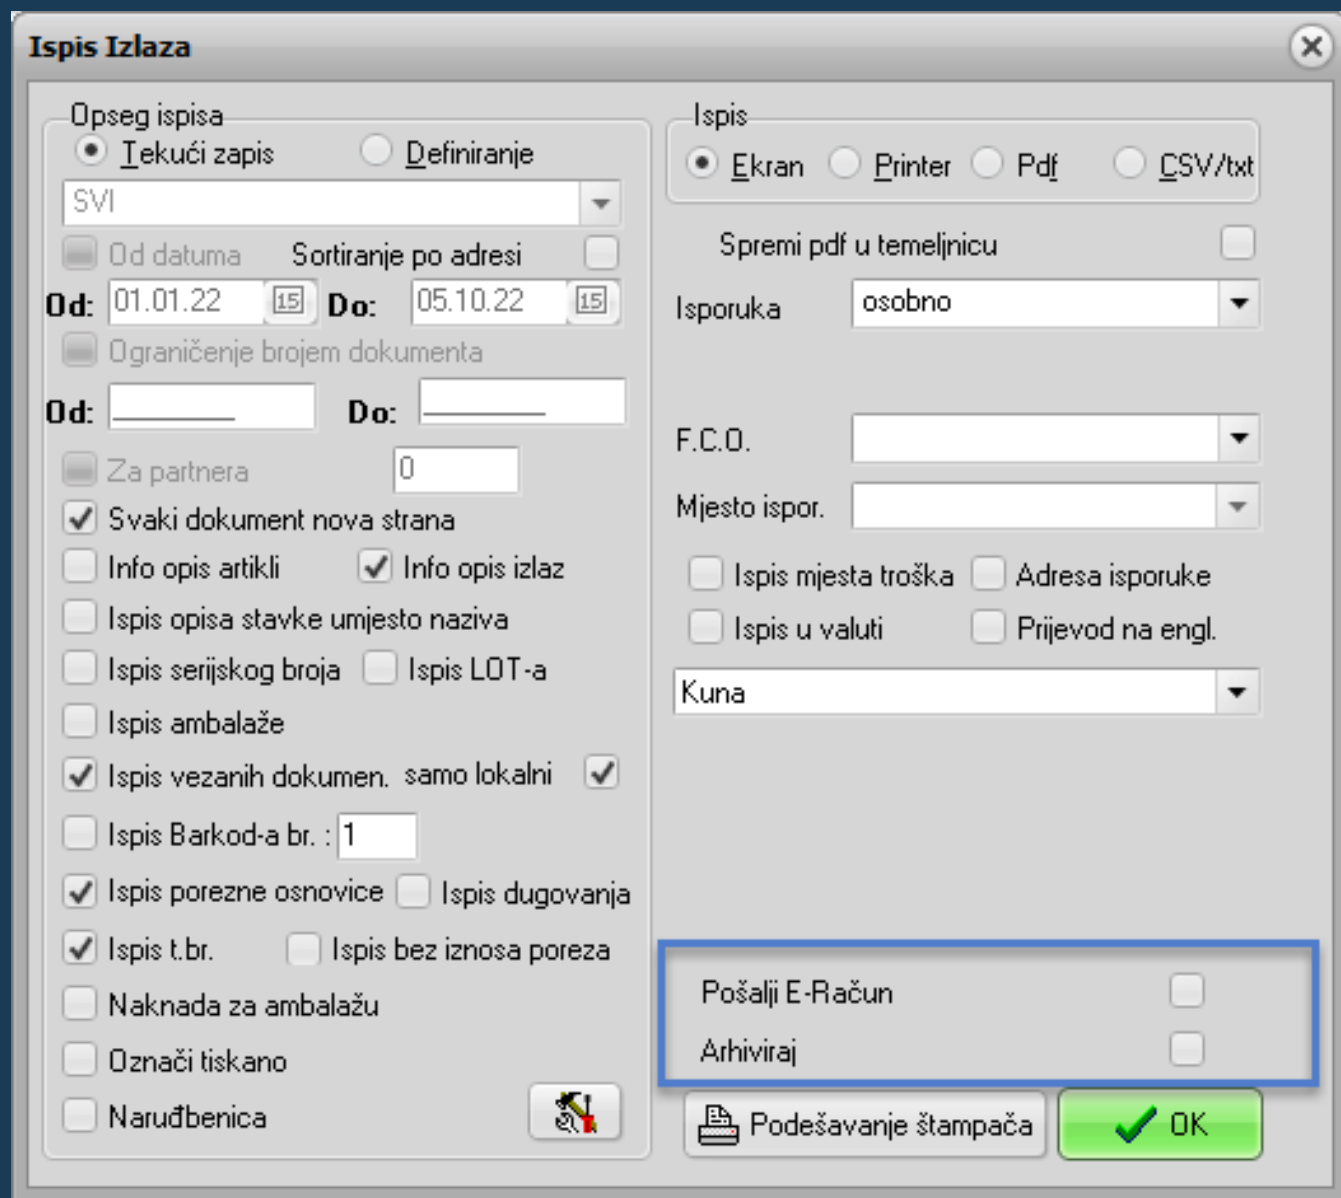 Ispis Izlaza
Opseg ispisa
Tekući zapis Definiranje
SVI
Od datuma Sortiranje po adresi
Od: 01.01.22 15 Do: 05.10.22 15
Ograničenje brojem dokumenta
Od: Do:
Za partnera 0
Svaki dokument nova strana
Info opis artikli Info opis izlaz
Ispis opisa stavke umjesto naziva
Ispis serijskog broja Ispis LOT-a
Ispis ambalaže
Ispis vezanih dokumen. samo lokalni
Ispis Barkod-a br. : 1
Ispis porezne osnovice Ispis dugovanja
Ispis t.br. Ispis bez iznosa poreza
Naknada za ambalažu
Označi tiskano
Naruđbenica
Ispis
Ekran Printer Pdf CSV/txt
Spremi pdf u temeljnicu
Isporuka osobno
F.C.O.
Mjesto ispor.
Ispis mjesta troška Adresa isporuke
Ispis u valuti Prijevod na engl.
Kuna
Pošalji E-Račun
Arhiviraj
Podešavanje štampača OK